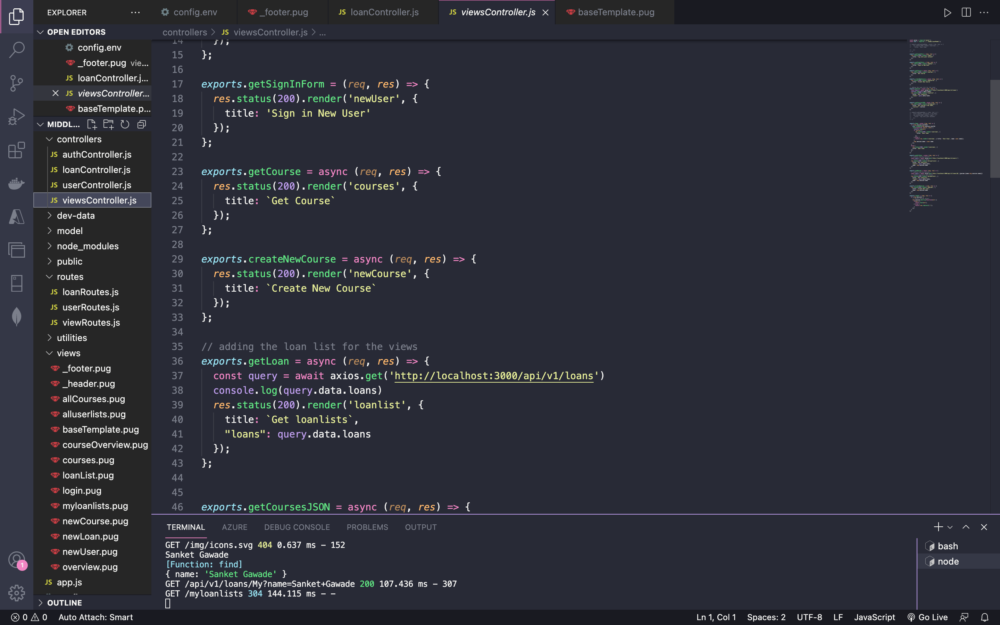 EXPLORER
OPEN EDITORS
config.env
_footer.pug vie...
loanController.j...
viewsController...
baseTemplate.p...
MIDDL...
controllers
JS authController.js
JS loanController.js
JS userController.js
JS viewsController.js
dev-data
model
node_modules
public
routes
JS loanRoutes.js
JS userRoutes.js
JS viewRoutes.js
utilities
views
_footer.pug
_header.pug
allCourses.pug
alluserlists.pug
baseTemplate.pug
courseOverview.pug
courses.pug
loanList.pug
login.pug
myloanlists.pug
newCourse.pug
newLoan.pug
newUser.pug
overview.pug
JS app.js
OUTLINE
1
config.env
_footer.pug
JS loanController.js
JS viewsController.js
baseTemplate.pug
controllers > JS viewsController.js > ...
14 });
15 };
16
17 exports.getSignInForm = (req, res) => {
18 res.status(200).render('newUser', {
19 title: 'Sign in New User'
20 });
21 };
22
23 exports.getCourse = async (req, res) => {
24 res.status(200).render('courses', {
25 title: `Get Course`
26 });
27 };
28
29 exports.createNewCourse = async (req, res) => {
30 res.status(200).render('newCourse', {
31 title: `Create New Course`
32 });
33 };
34
35 // adding the loan list for the views
36 exports.getLoan = async (req, res) => {
37 const query = await axios.get('http://localhost:3000/api/v1/loans')
38 console.log(query.data.loans)
39 res.status(200).render('loanlist', {
40 title: `Get loanlists`,
41 "loans": query.data.loans
42 });
43 };
44
45
46 exports.getCoursesJSON = async (req, res) => {
TERMINAL AZURE DEBUG CONSOLE PROBLEMS OUTPUT
GET /img/icons.svg 404 0.637 ms - 152
Sanket Gawade
[Function: find]
{ name: 'Sanket Gawade' }
GET /api/v1/loans/My?name=Sanket+Gawade 200 107.436 ms - 307
GET /myloanlists 304 144.115 ms - -
bash
node
0 0 Auto Attach: Smart
Ln 1, Col 1 Spaces: 2 UTF-8 LF JavaScript Go Live